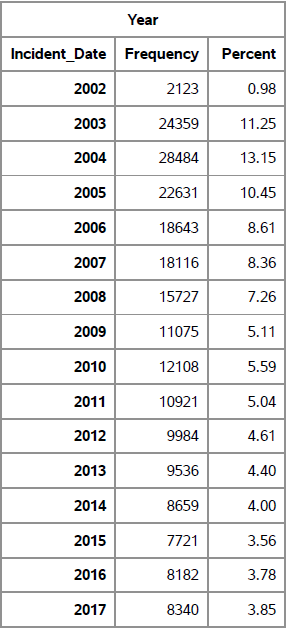 Year
Incident_Date Frequency Percent
2002 2123 0.98
2003 24359 11.25
2004 28484 13.15
2005 22631 10.45
2006 18643 8.61
2007 18116 8.36
2008 15727 7.26
2009 11075 5.11
2010 12108 5.59
2011 10921 5.04
2012 9984 4.61
2013 9536 4.40
2014 8659 4.00
2015 7721 3.56
2016 8182 3.78
2017 8340 3.85